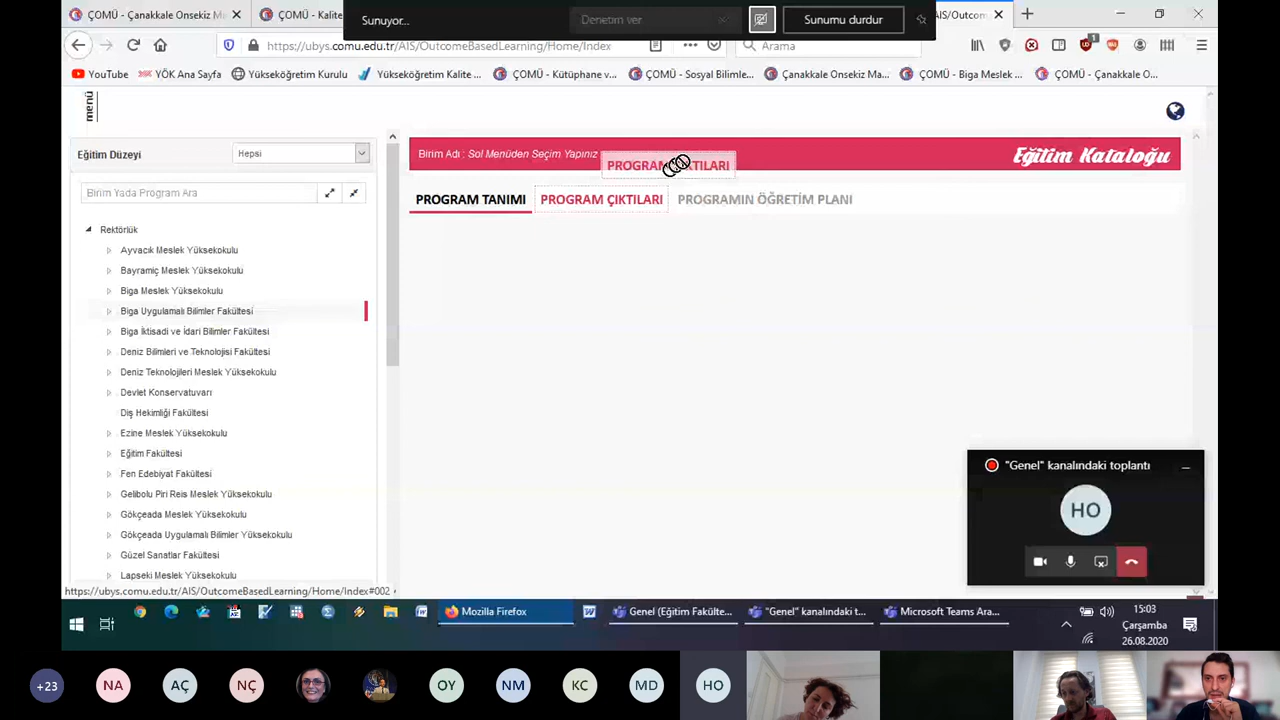 ÇOMÜ - Çanakkale Onsekiz M
ÇOMÜ - Kalite
Sunuyor...
Denetim ver
Sunumu durdur
AIS/Outcom
https://ubys.comu.edu.tr/AIS/OutcomeBasedLearning/Home/Index
Arama
1
YouTube
YÖK Ana Sayfa
Yükseköğretim Kurulu
Yükseköğretim Kalite ...
ÇOMÜ - Kütüphane v...
ÇOMÜ - Sosyal Bilimle...
Çanakkale Onsekiz Ma...
ÇOMÜ - Biga Meslek ...
ÇOMÜ - Çanakkale O...
menü
Eğitim Düzeyi
Hepsi
Birim Adı : Sol Menüden Seçim Yapınız
PROGRAM ÇIKTILARI
Eğitim Kataloğu
Birim Yada Program Ara
PROGRAM TANIMI
PROGRAM ÇIKTILARI
PROGRAMIN ÖĞRETİM PLANI
Rektörlük
Ayvacık Meslek Yüksekokulu
Bayramiç Meslek Yüksekokulu
Biga Meslek Yüksekokulu
Biga Uygulamalı Bilimler Fakültesi
Biga İktisadi ve İdari Bilimler Fakültesi
Deniz Bilimleri ve Teknolojisi Fakültesi
Deniz Teknolojileri Meslek Yüksekokulu
Devlet Konservatuvarı
Diş Hekimliği Fakültesi
Ezine Meslek Yüksekokulu
Eğitim Fakültesi
Fen Edebiyat Fakültesi
Gelibolu Piri Reis Meslek Yüksekokulu
Gökçeada Meslek Yüksekokulu
Gökçeada Uygulamalı Bilimler Yüksekokulu
Güzel Sanatlar Fakültesi
Lapseki Meslek Yüksekokulu
https://ubys.comu.edu.tr/AIS/OutcomeBasedLearning/Home/Index#002
"Genel" kanalındaki toplantı
HO
Mozilla Firefox
Genel (Eğitim Fakülte...
"Genel" kanalındaki t...
Microsoft Teams Ara...
15:03
Çarşamba
26.08.2020
+23
NA
AÇ
NÇ
OY
NM
KC
MD
HO